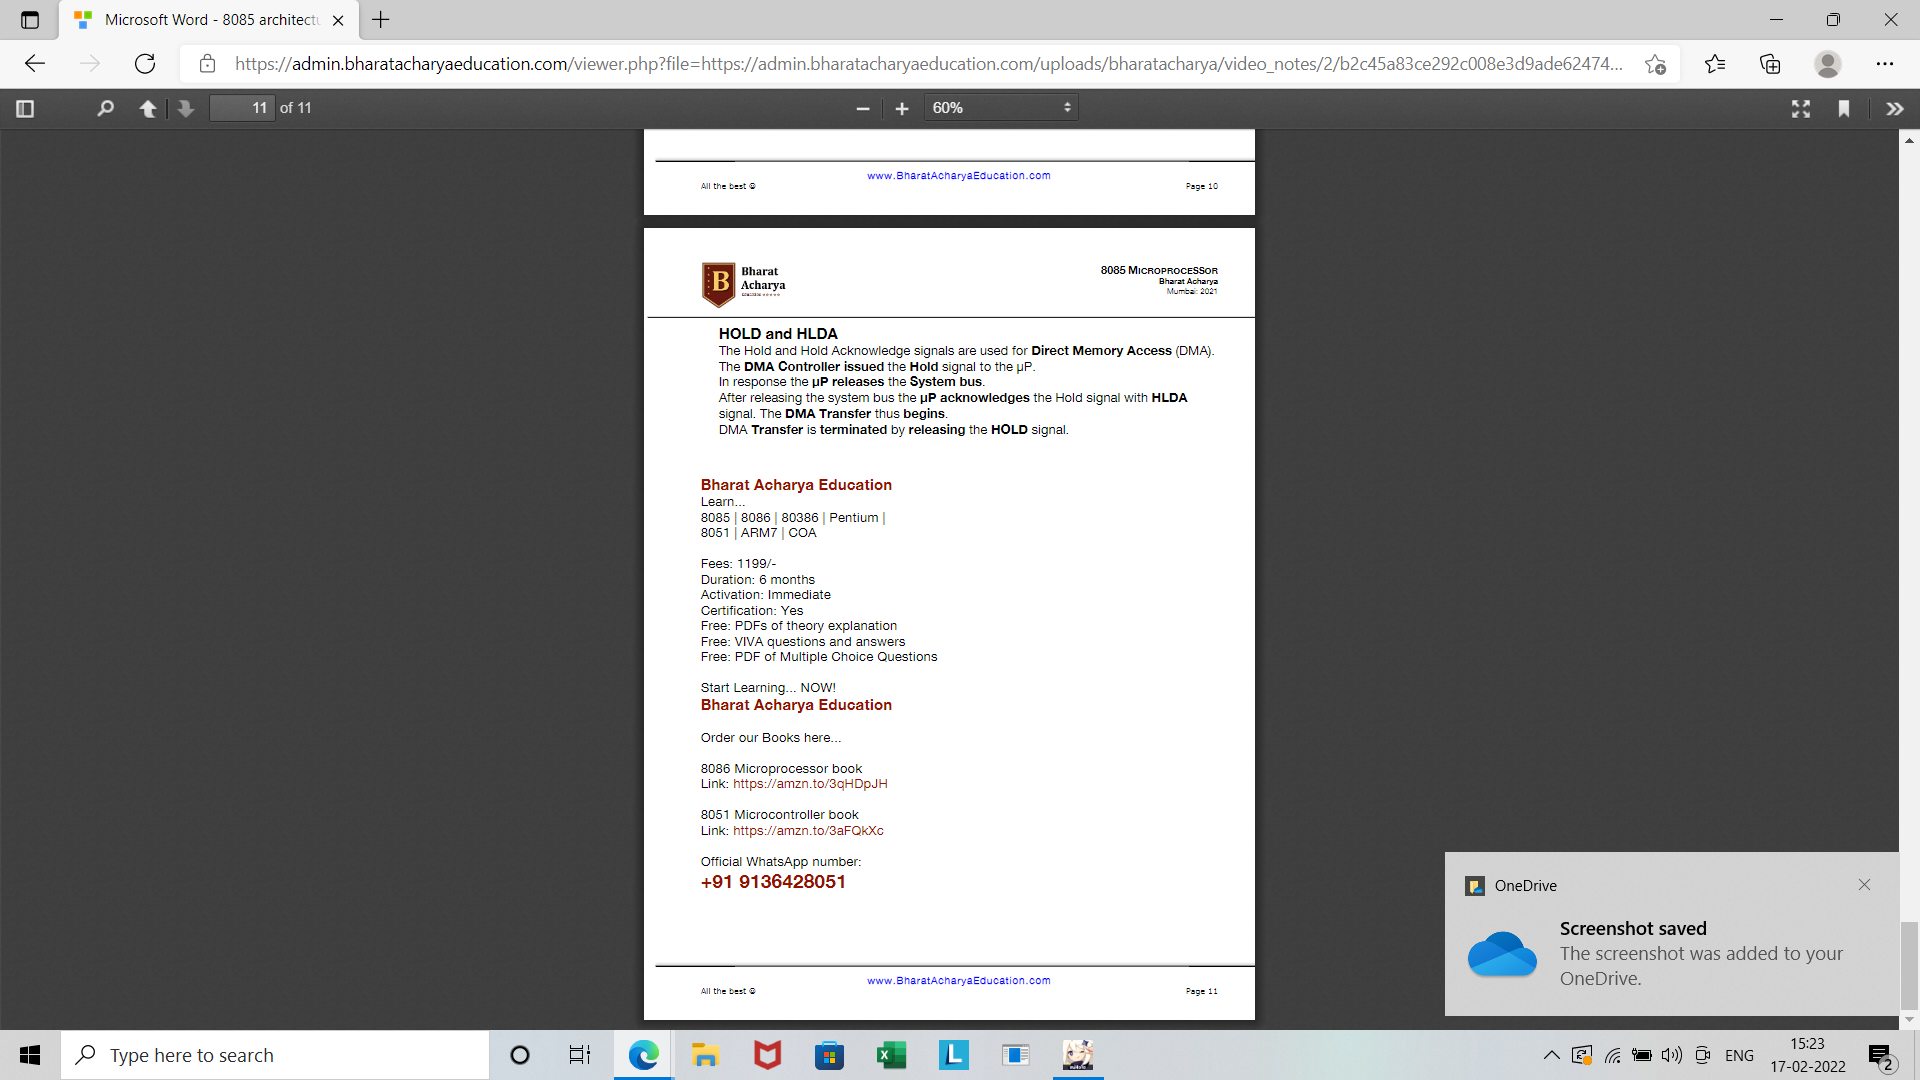 Microsoft Word - 8085 architectu
https://admin.bharatacharyaeducation.com/viewer.php?file=https://admin.bharatacharyaeducation.com/uploads/bharatacharya/video_notes/2/b2c45a83ce292c008e3d9ade62474...
11 of 11
60%
www.BharatAcharyaEducation.com
All the best ☺
Page 10
B
Bharat
Acharya
EDUCATION
8085 MICROPROCESSOR
Bharat Acharya
Mumbai: 2021
HOLD and HLDA
The Hold and Hold Acknowledge signals are used for Direct Memory Access (DMA).
The DMA Controller issued the Hold signal to the µP.
In response the µP releases the System bus.
After releasing the system bus the µP acknowledges the Hold signal with HLDA
signal. The DMA Transfer thus begins.
DMA Transfer is terminated by releasing the HOLD signal.
Bharat Acharya Education
Learn...
8085 | 8086 | 80386 | Pentium |
8051 | ARM7 | COA
Fees: 1199/-
Duration: 6 months
Activation: Immediate
Certification: Yes
Free: PDFs of theory explanation
Free: VIVA questions and answers
Free: PDF of Multiple Choice Questions
Start Learning... NOW!
Bharat Acharya Education
Order our Books here...
8086 Microprocessor book
Link: https://amzn.to/3qHDpJH
8051 Microcontroller book
Link: https://amzn.to/3aFQkXc
Official WhatsApp number:
+91 9136428051
www.BharatAcharyaEducation.com
All the best ☺
Page 11
OneDrive
Screenshot saved
The screenshot was added to your
OneDrive.
Type here to search
L
ENG
15:23
17-02-2022
2